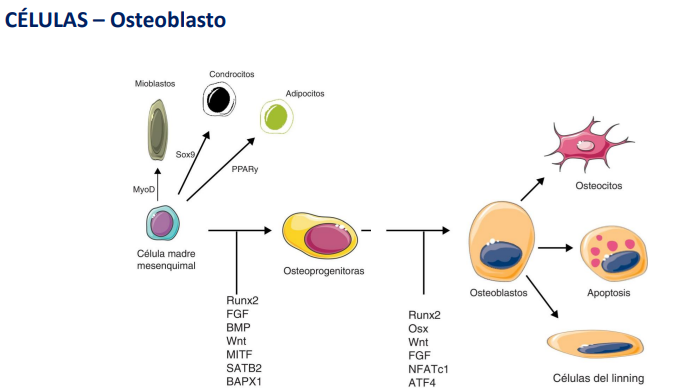 CÉLULAS – Osteoblasto
Mioblastos
Condrocitos
Adipocitos
Sox9
PPARy
MyoD
Célula madre
mesenquimal
Osteoprogenitoras
Runx2
FGF
BMP
Wnt
MITF
SATB2
BAPX1
Runx2
Osx
Wnt
FGF
NFATc1
ATF4
Osteoblastos
Osteocitos
Apoptosis
Células del linning